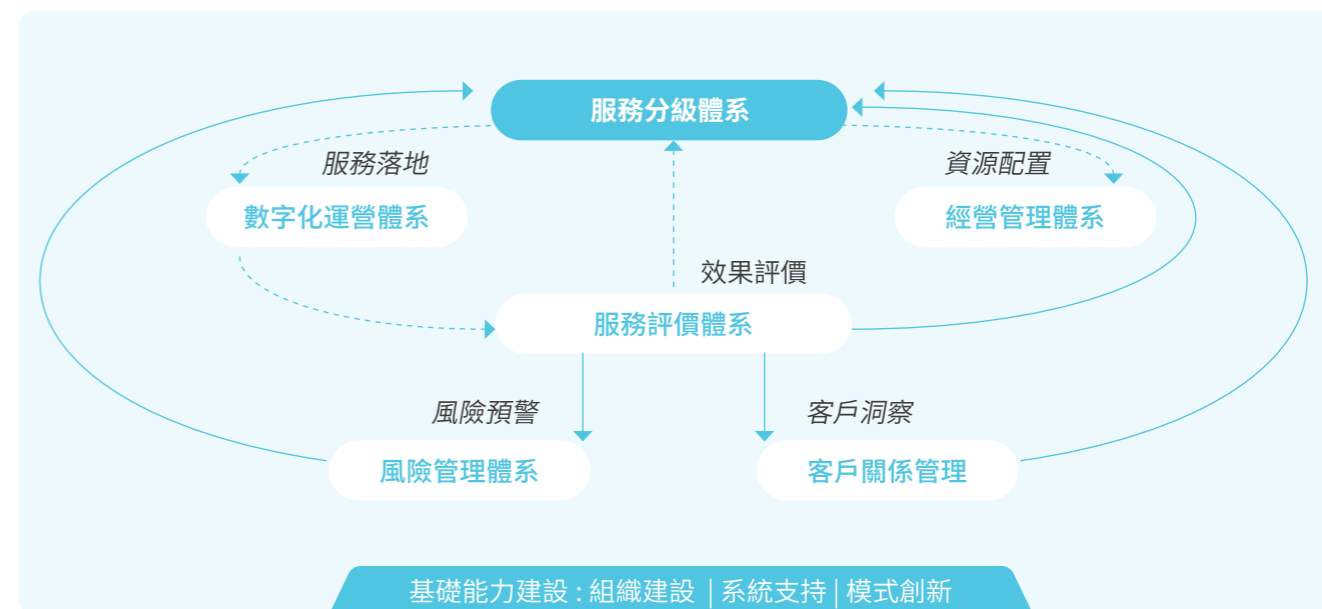 服務分級體系
服務落地
資源配置
數字化運營體系
經營管理體系
效果評價
服務評價體系
風險預警
客戶洞察
風險管理體系
客戶關係管理
基礎能力建設 : 組織建設 | 系統支持 | 模式創新